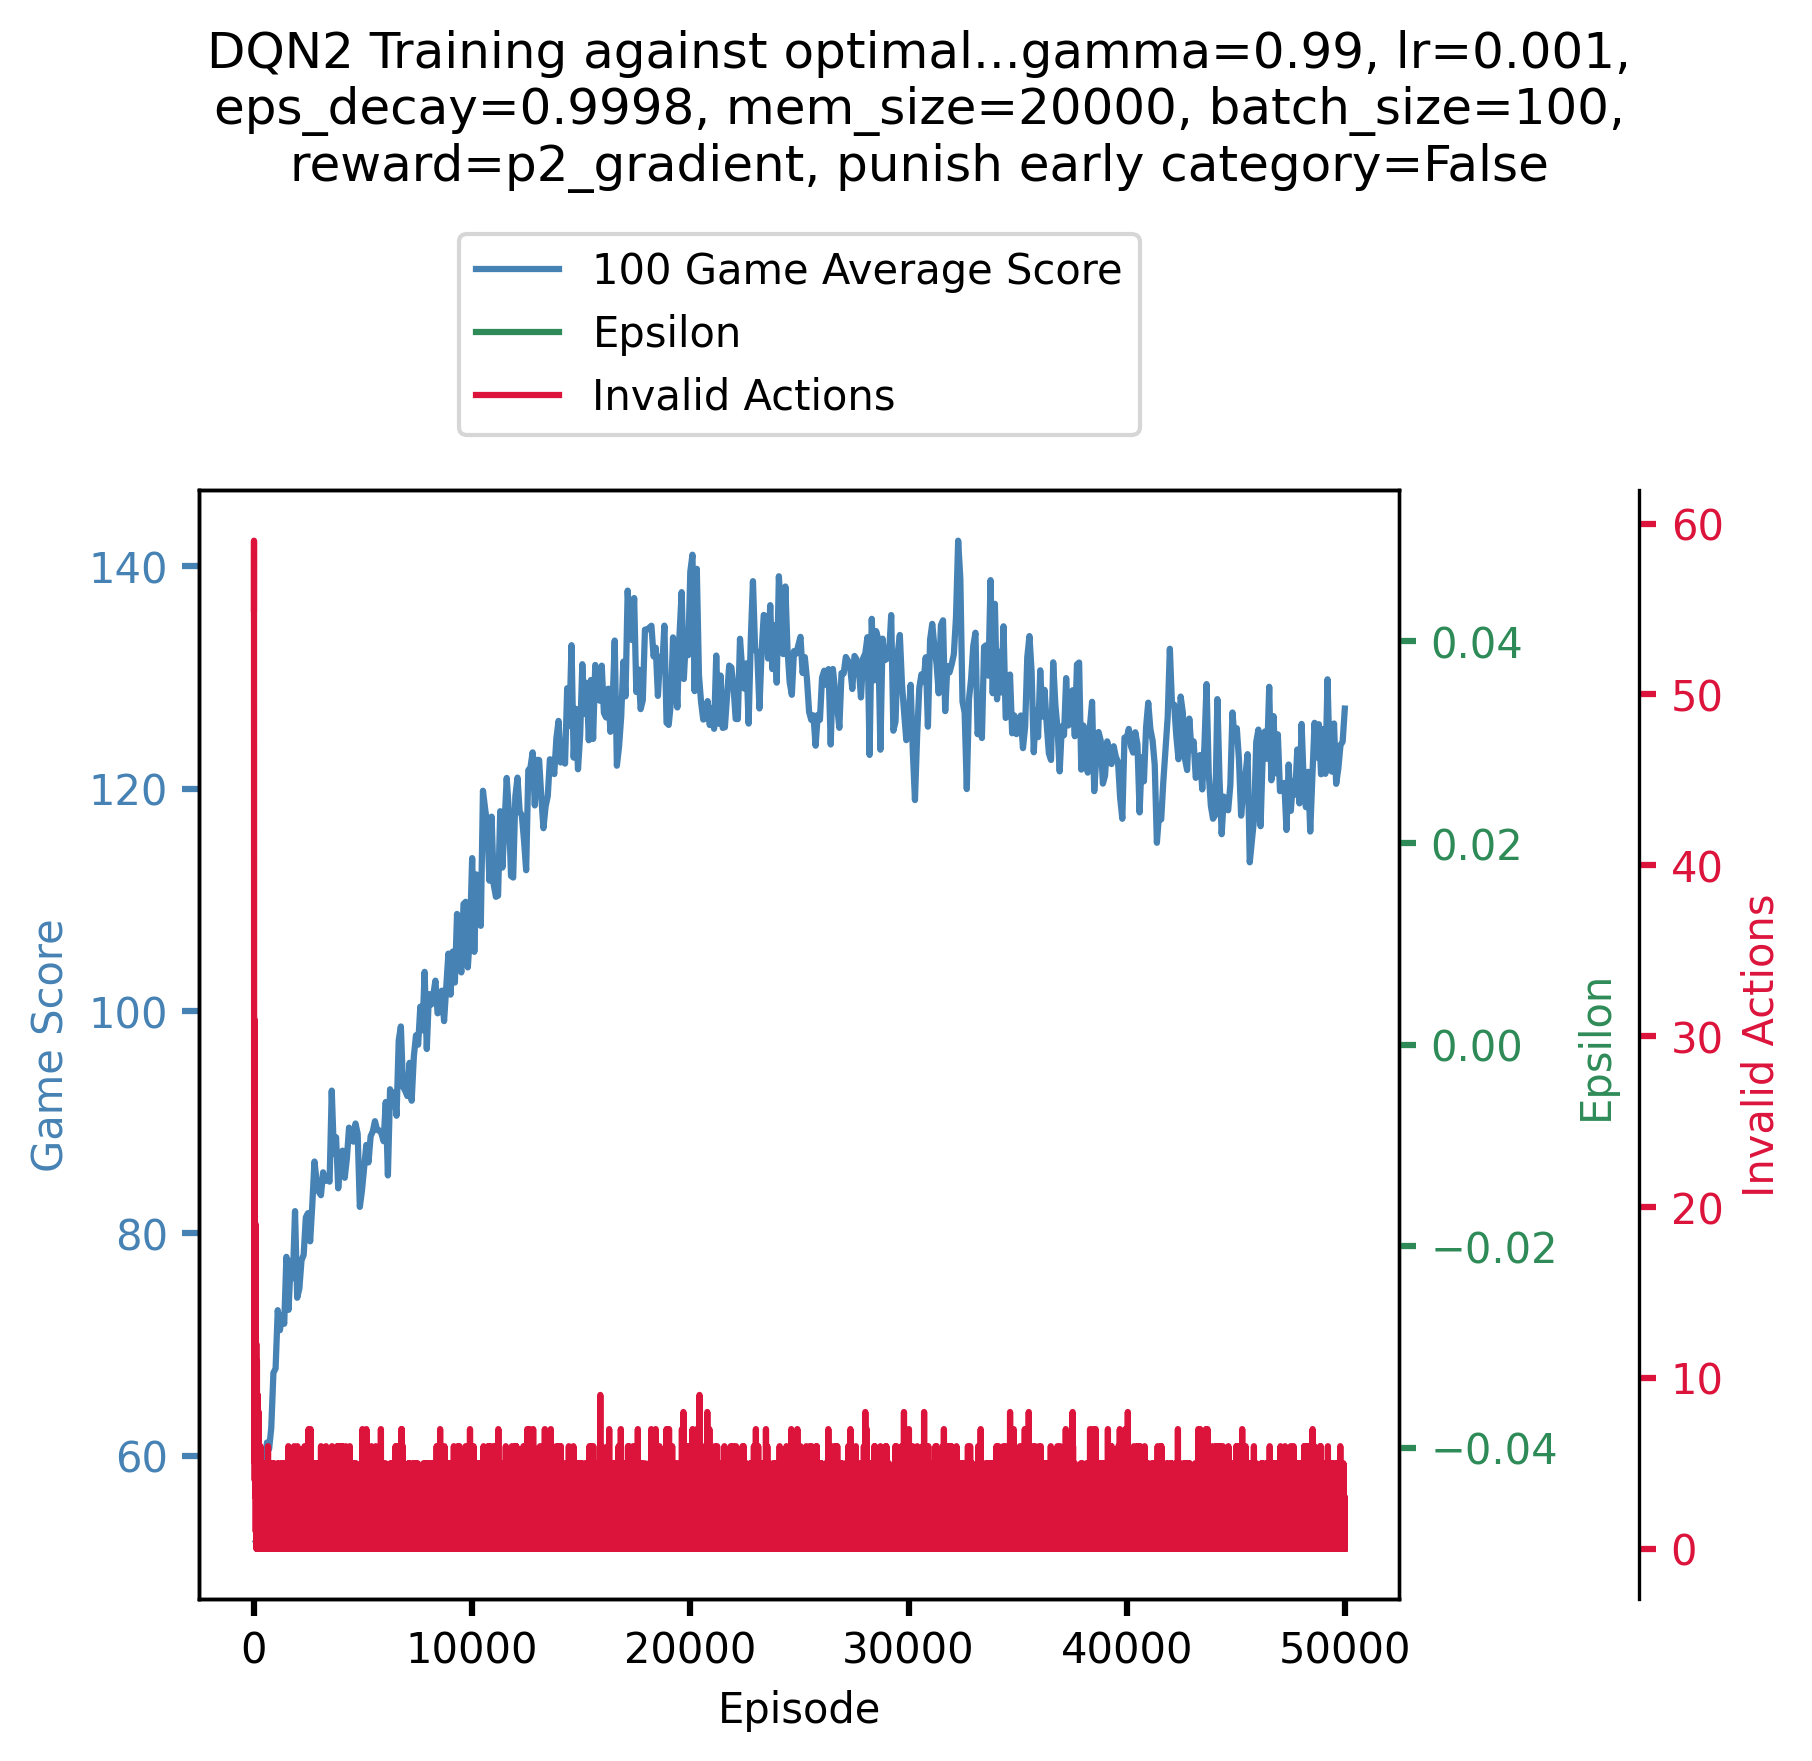 DQN2 Training against optimal...gamma=0.99, lr=0.001,
eps_decay=0.9998, mem_size=20000, batch_size=100,
reward=p2_gradient, punish early category=False
100 Game Average Score
Epsilon
Invalid Actions
140
120
100
80
60
Game Score
0.04
0.02
0.00
−0.02
−0.04
Epsilon
60
50
40
30
20
10
0
Invalid Actions
0 10000 20000 30000 40000 50000
Episode